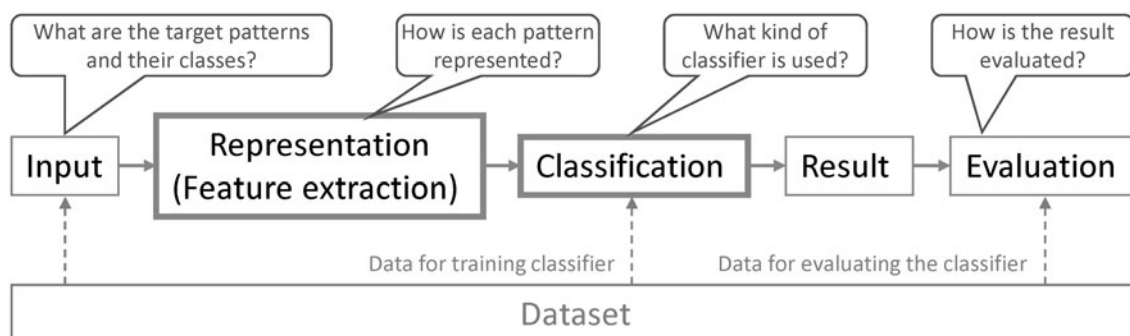 What are the target patterns
and their classes?
How is each pattern
represented?
What kind of
classifier is used?
How is the result
evaluated?
Input
Representation
(Feature extraction)
Classification
Result
Evaluation
Data for training classifier
Data for evaluating the classifier
Dataset